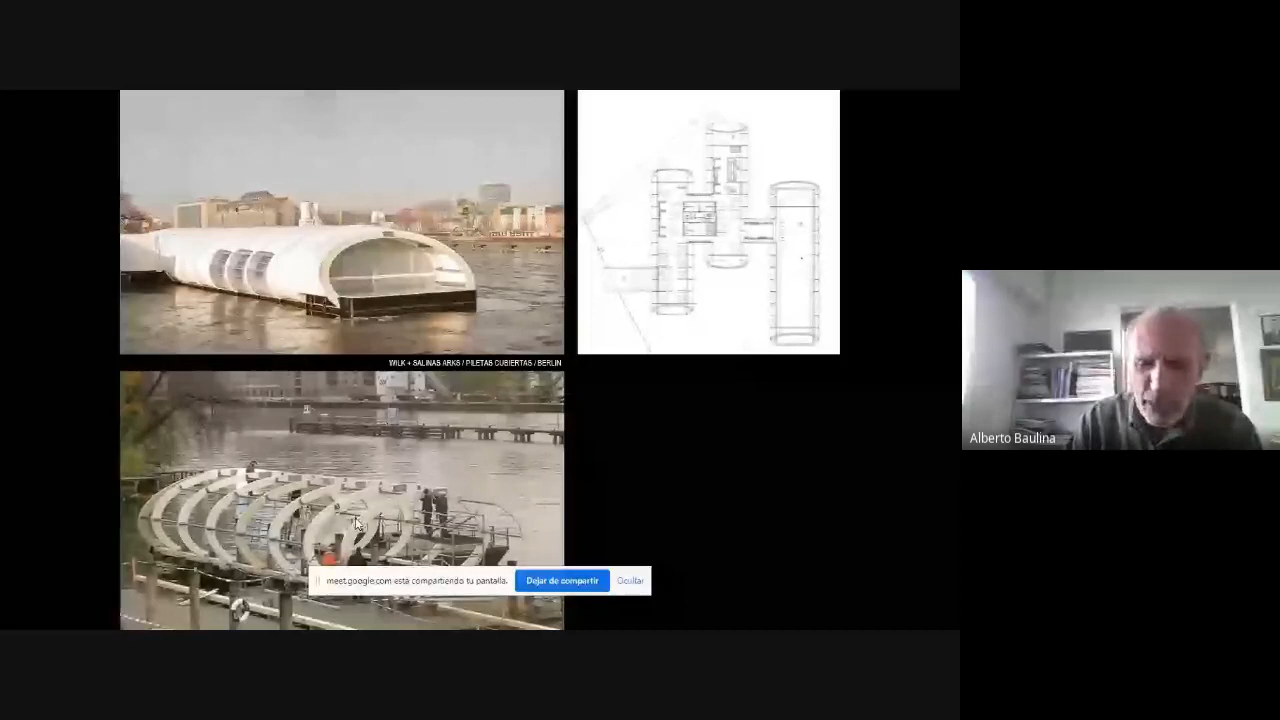 WILK + SALINAS ARKS / PILETAS CUBIERTAS / BERLIN
meet.google.com está compartiendo tu pantalla.
Dejar de compartir
Ocultar
Alberto Baulina